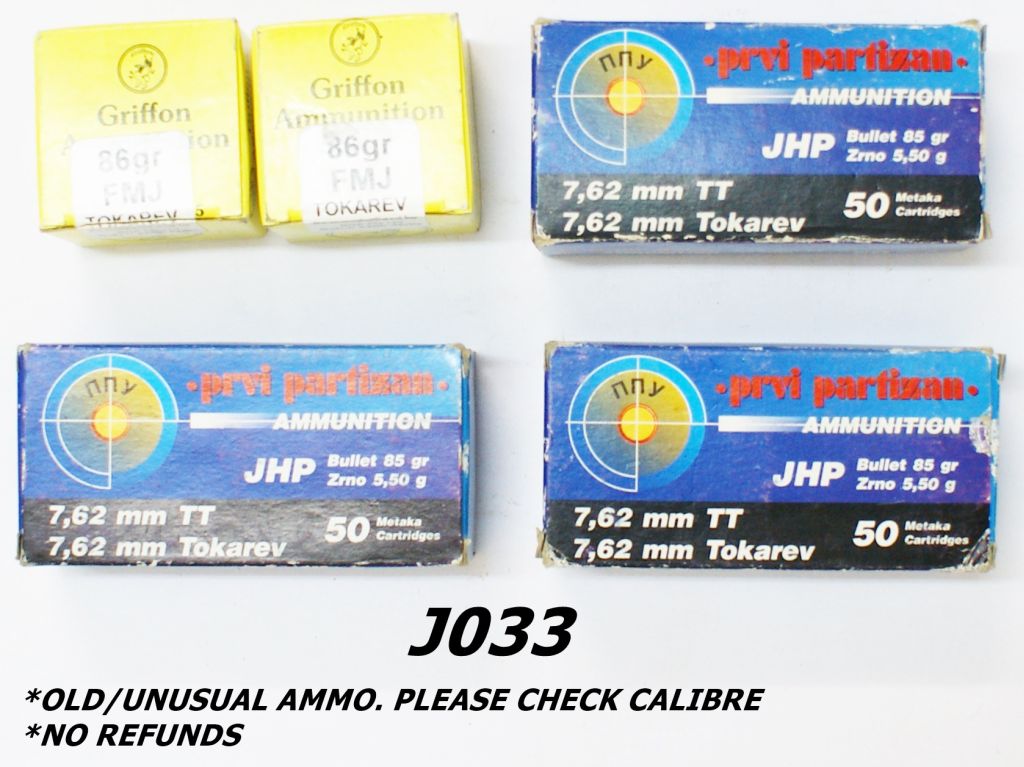 Griffon
Ammunition
86gr
FMJ
TOKAREV
Griffon
Ammunition
86gr
FMJ
TOKAREV
ППУ
·prvi partizan·
AMMUNITION
JHP Bullet 85 gr
Zrno 5,50 g
7,62 mm TT
7,62 mm Tokarev
50 Metaka
Cartridges
ППУ
·prvi partizan·
AMMUNITION
JHP Bullet 85 gr
Zrno 5,50 g
7,62 mm TT
7,62 mm Tokarev
50 Metaka
Cartridges
ППУ
·prvi partizan·
AMMUNITION
JHP Bullet 85 gr
Zrno 5,50 g
7,62 mm TT
7,62 mm Tokarev
50 Metaka
Cartridges
J033
*OLD/UNUSUAL AMMO. PLEASE CHECK CALIBRE
*NO REFUNDS